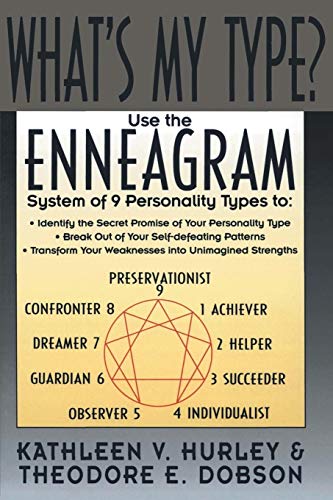 WHAT'S MY TYPE?
Use the
ENNEAGRAM
System of 9 Personality Types to:
• Identify the Secret Promise of Your Personality Type
• Break Out of Your Self-defeating Patterns
• Transform Your Weaknesses into Unimagined Strengths
PRESERVATIONIST
9
CONFRONTER 8 1 ACHIEVER
DREAMER 7 2 HELPER
GUARDIAN 6 3 SUCCEEDER
OBSERVER 5 4 INDIVIDUALIST
KATHLEEN V. HURLEY &
THEODORE E. DOBSON